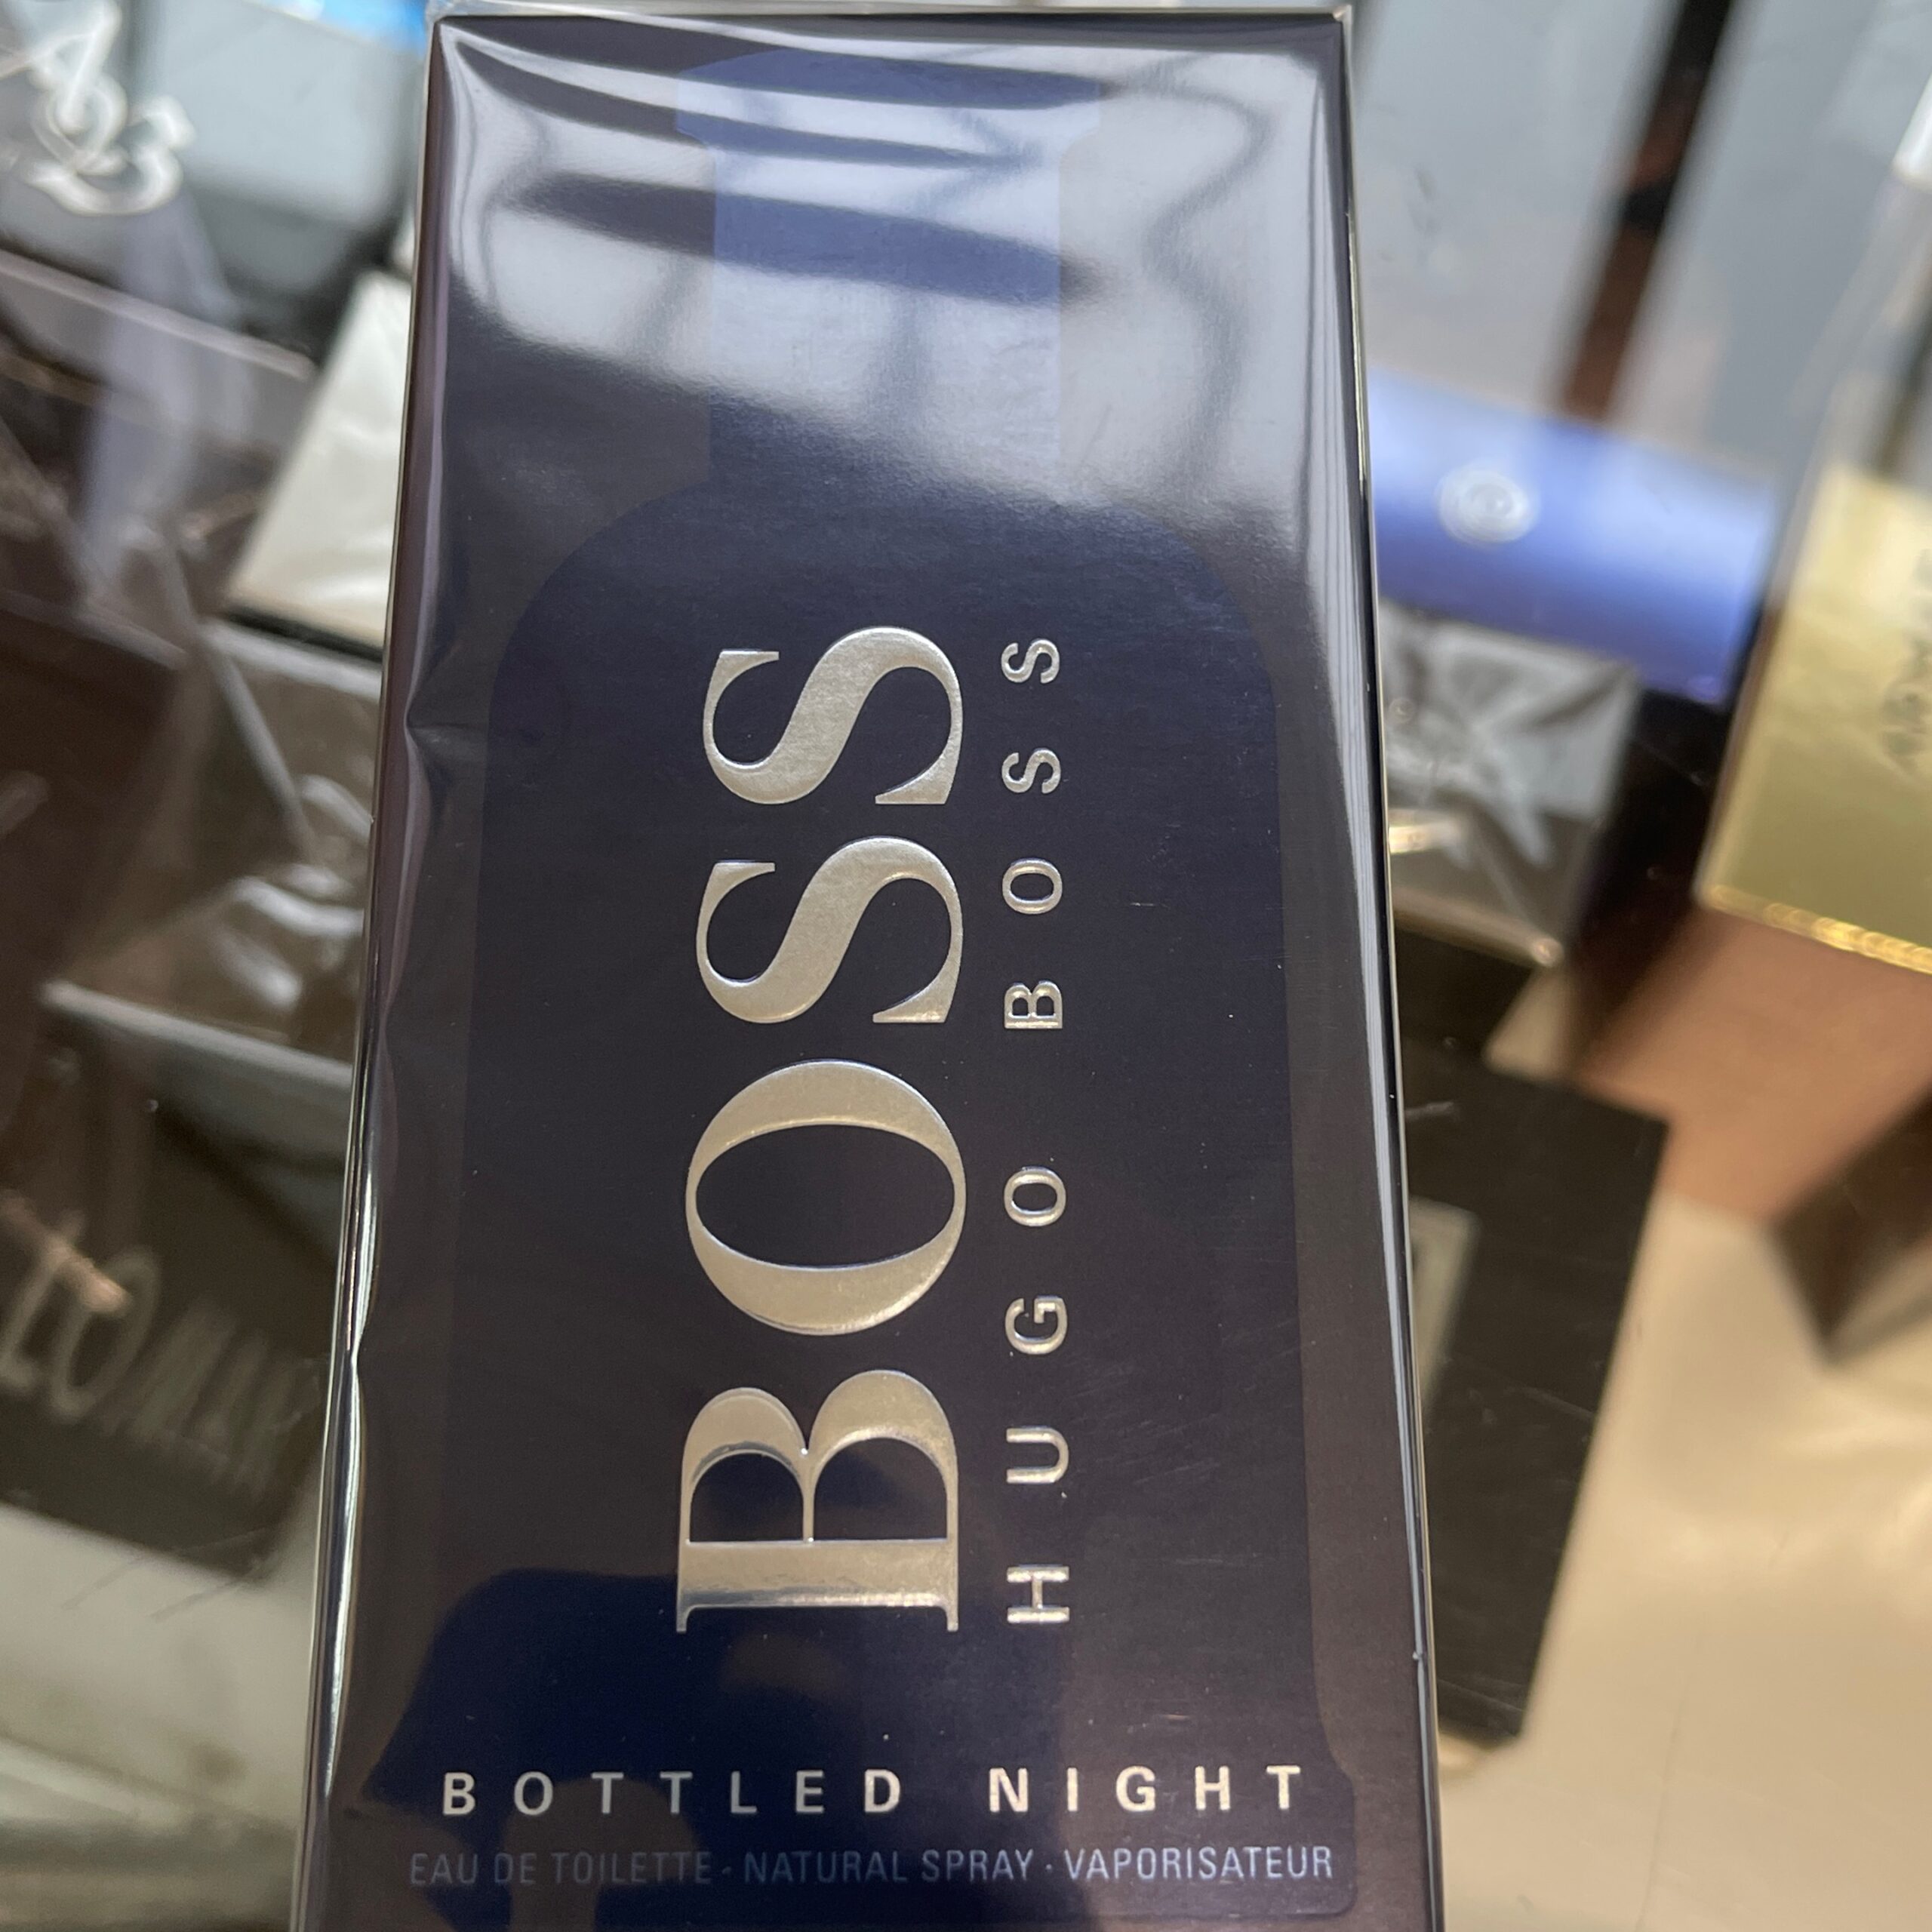 BOSS
HUGO BOSS
BOTTLED NIGHT
EAU DE TOILETTE · NATURAL SPRAY · VAPORISATEUR